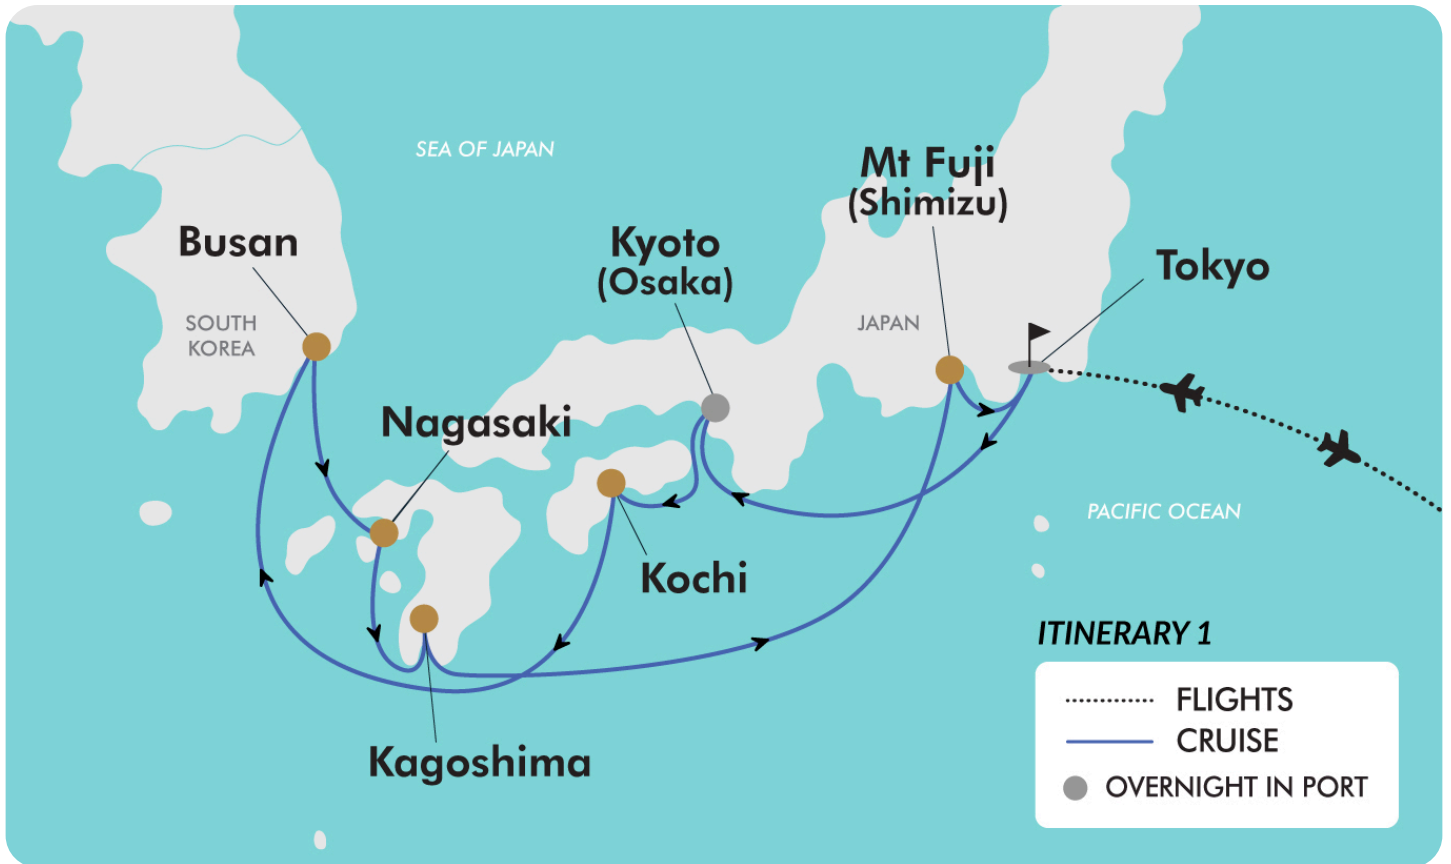 SEA OF JAPAN
Mt Fuji
(Shimizu)
Busan
Kyoto
(Osaka)
Tokyo
SOUTH
KOREA
JAPAN
Nagasaki
PACIFIC OCEAN
Kochi
Kagoshima
ITINERARY 1
FLIGHTS
CRUISE
OVERNIGHT IN PORT